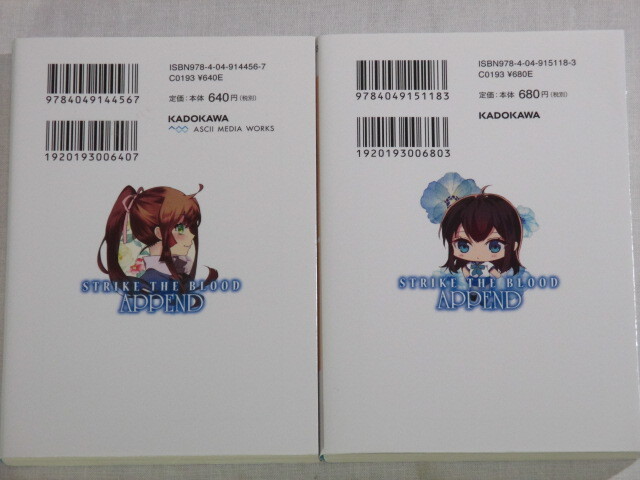 ISBN978-4-04-914456-7
C0193 ¥640E
9784049144567
定価:本体 640円(税別)
KADOKAWA
ASCII MEDIA WORKS
1920193006407
STRIKE THE BLOOD
APPEND
ISBN978-4-04-915118-3
C0193 ¥680E
9784049151183
定価:本体 680円(税別)
KADOKAWA
1920193006803
STRIKE THE BLOOD
APPEND